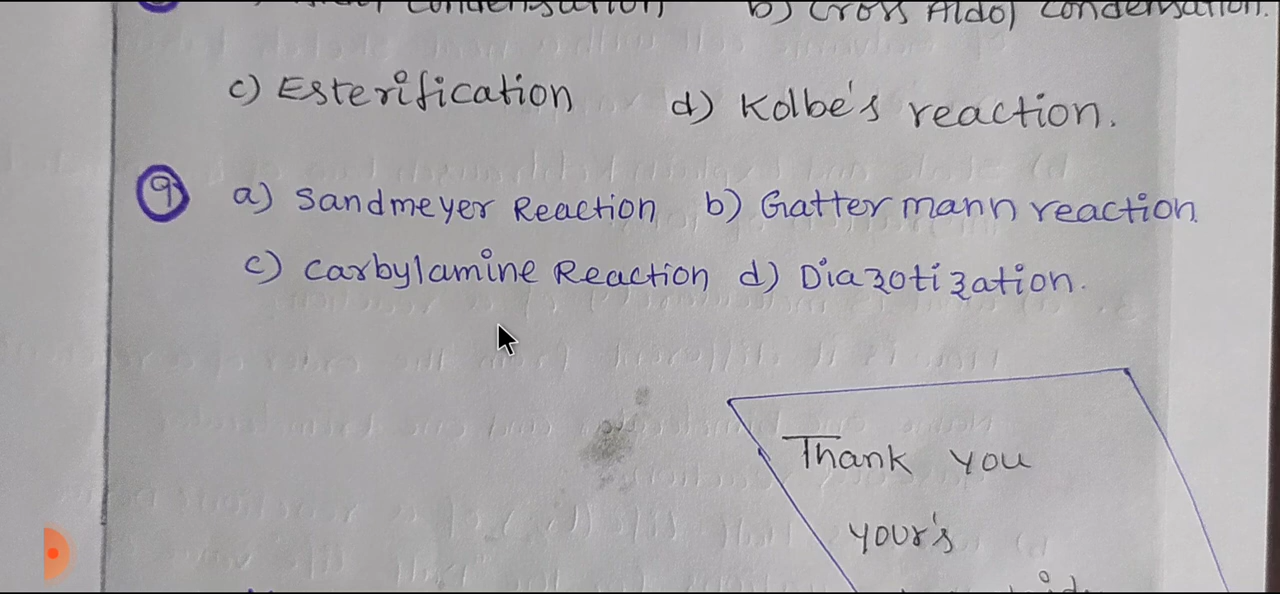 b) Cross Aldol Condensation.
c) Esterification d) Kolbe's reaction.
9 a) Sandmeyer Reaction b) Gattermann reaction
c) Carbylamine Reaction d) Diazotization.
Thank you
your's